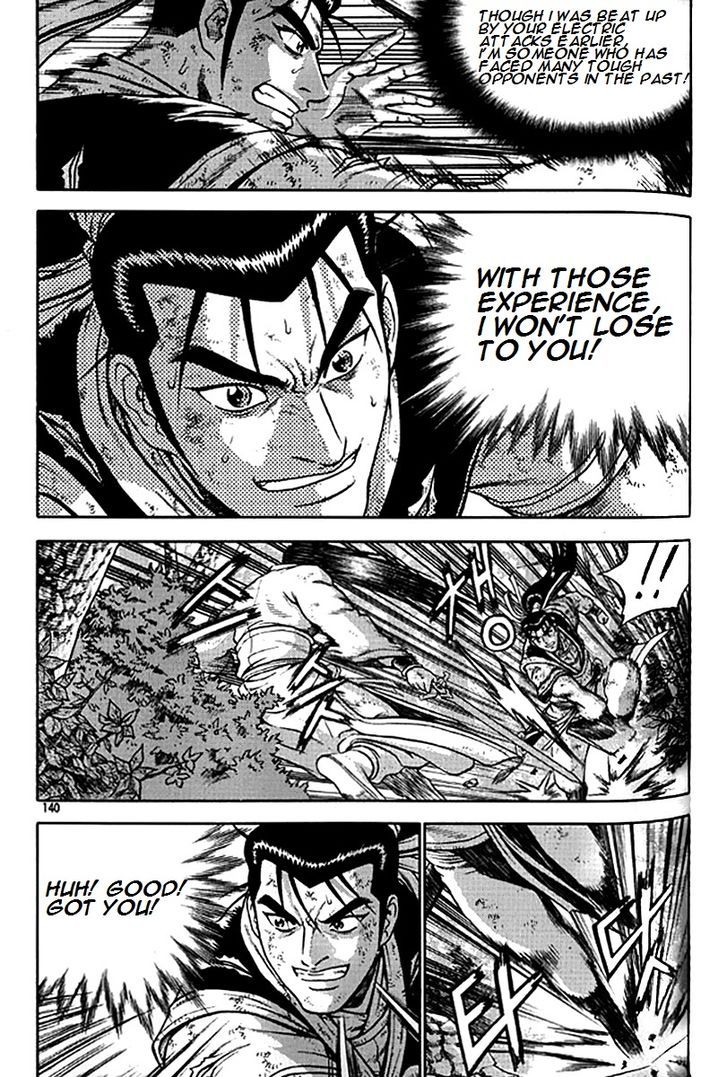 THOUGH I WAS BEAT UP
BY YOUR ELECTRIC
ATTACKS EARLIER,
I'M SOMEONE WHO HAS
FACED MANY TOUGH
OPPONENTS IN THE PAST!
WITH THOSE
EXPERIENCE,
I WON'T LOSE
TO YOU!
!!
140
HUH! GOOD!
GOT YOU!